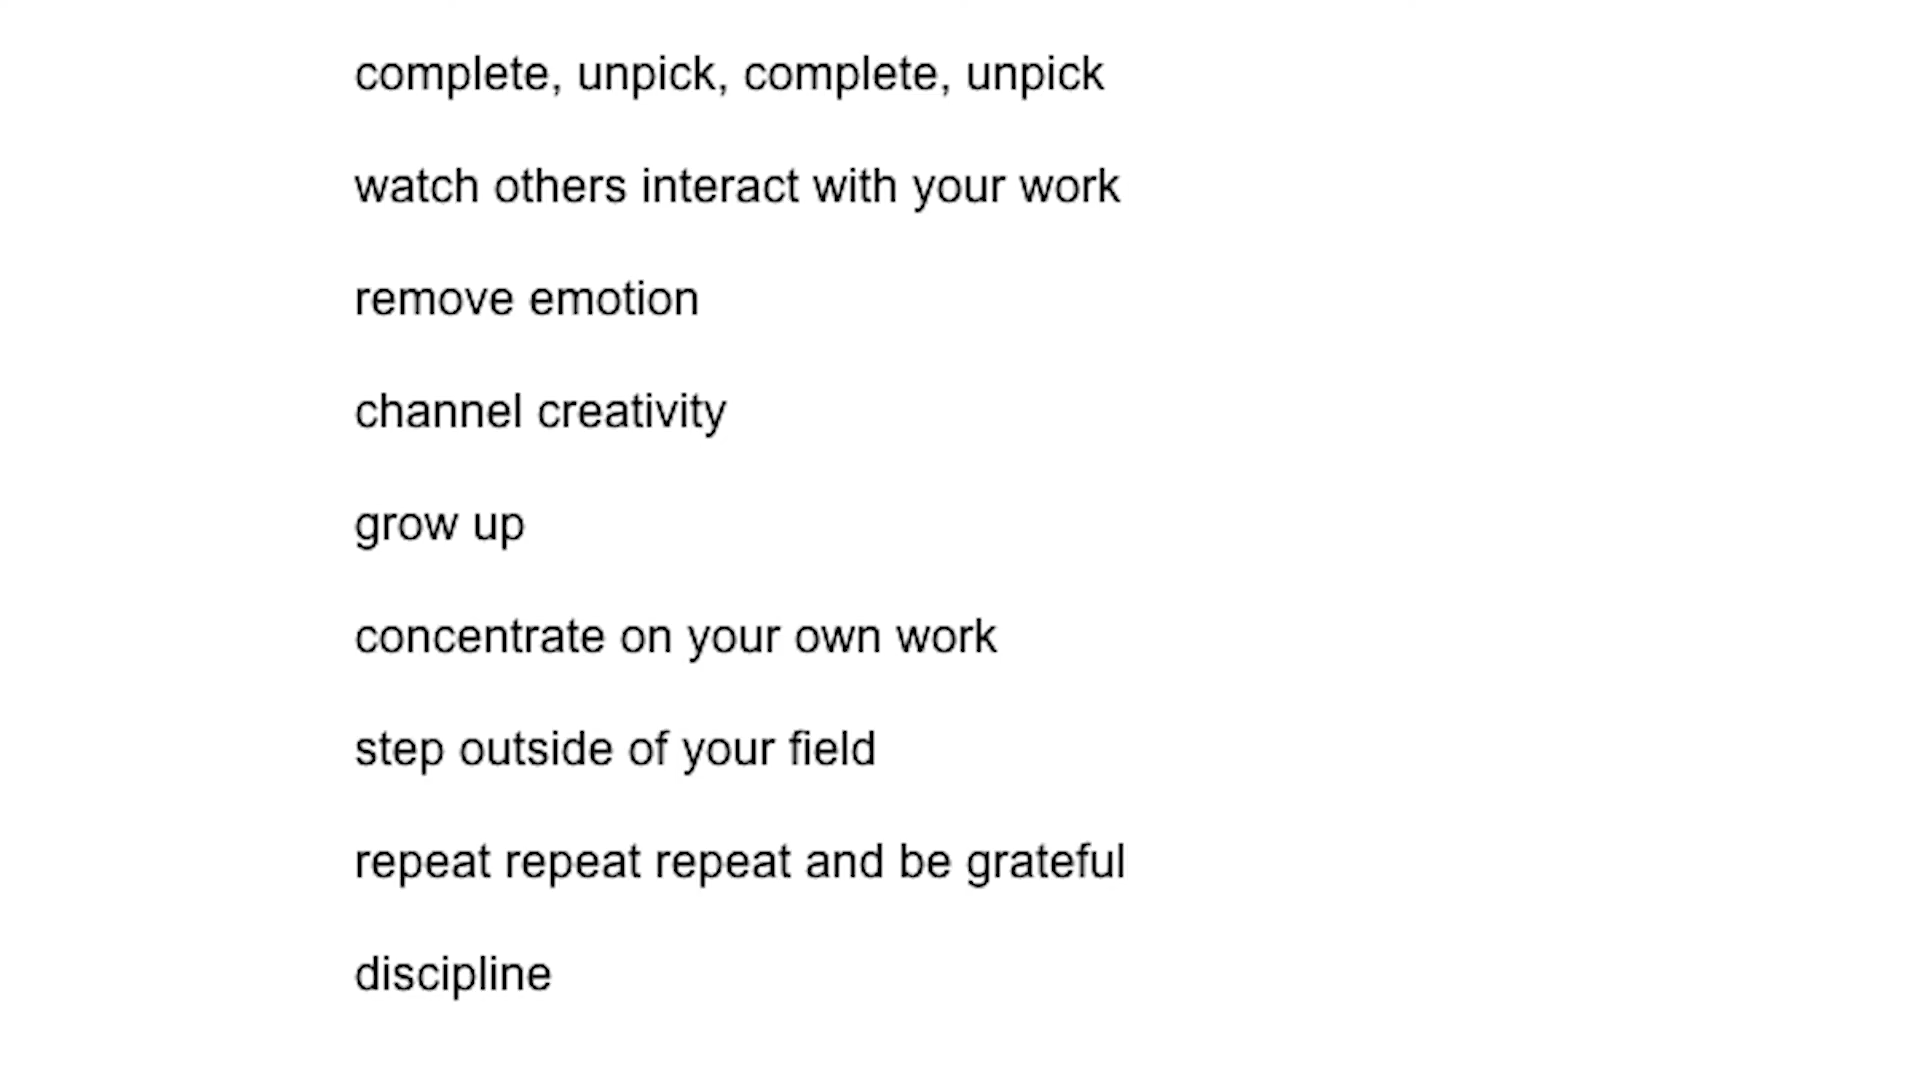 complete, unpick, complete, unpick
watch others interact with your work
remove emotion
channel creativity
grow up
concentrate on your own work
step outside of your field
repeat repeat repeat and be grateful
discipline